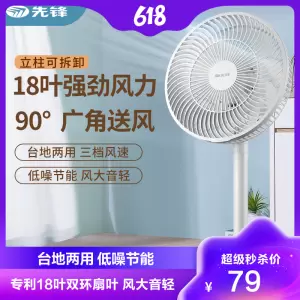 先锋
618
立柱可拆卸
18叶强劲风力
90° 广角送风
台地两用 三档风速
低噪节能 风大音轻
台地两用 低噪节能
专利18叶双环扇叶 风大音轻
超级秒杀价
￥79